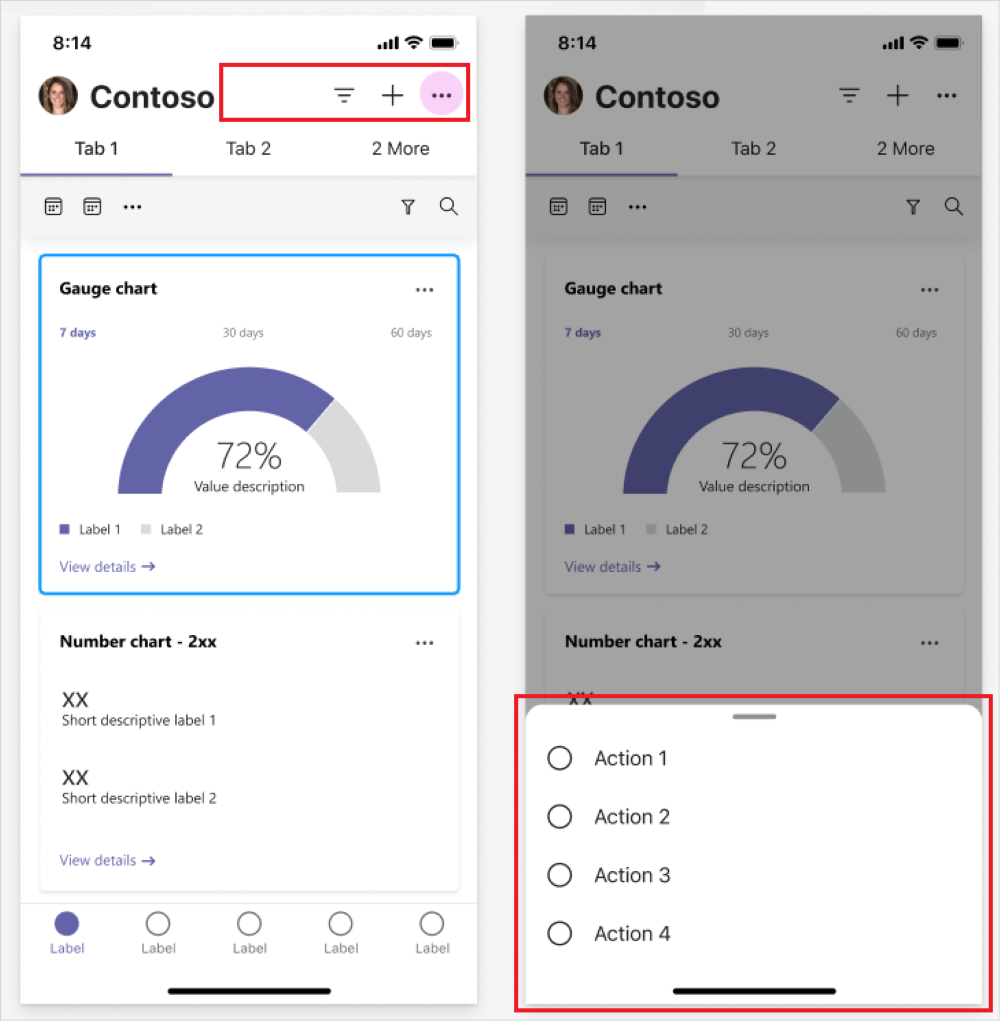 8:14
Contoso
Tab 1 Tab 2 2 More
Gauge chart
7 days 30 days 60 days
72%
Value description
Label 1 Label 2
View details
Number chart - 2xx
XX
Short descriptive label 1
XX
Short descriptive label 2
View details
Label Label Label Label Label
8:14
Contoso
Tab 1 Tab 2 2 More
Gauge chart
7 days 30 days 60 days
72%
Value description
Label 1 Label 2
View details
Number chart - 2xx
XX
Action 1
Action 2
Action 3
Action 4